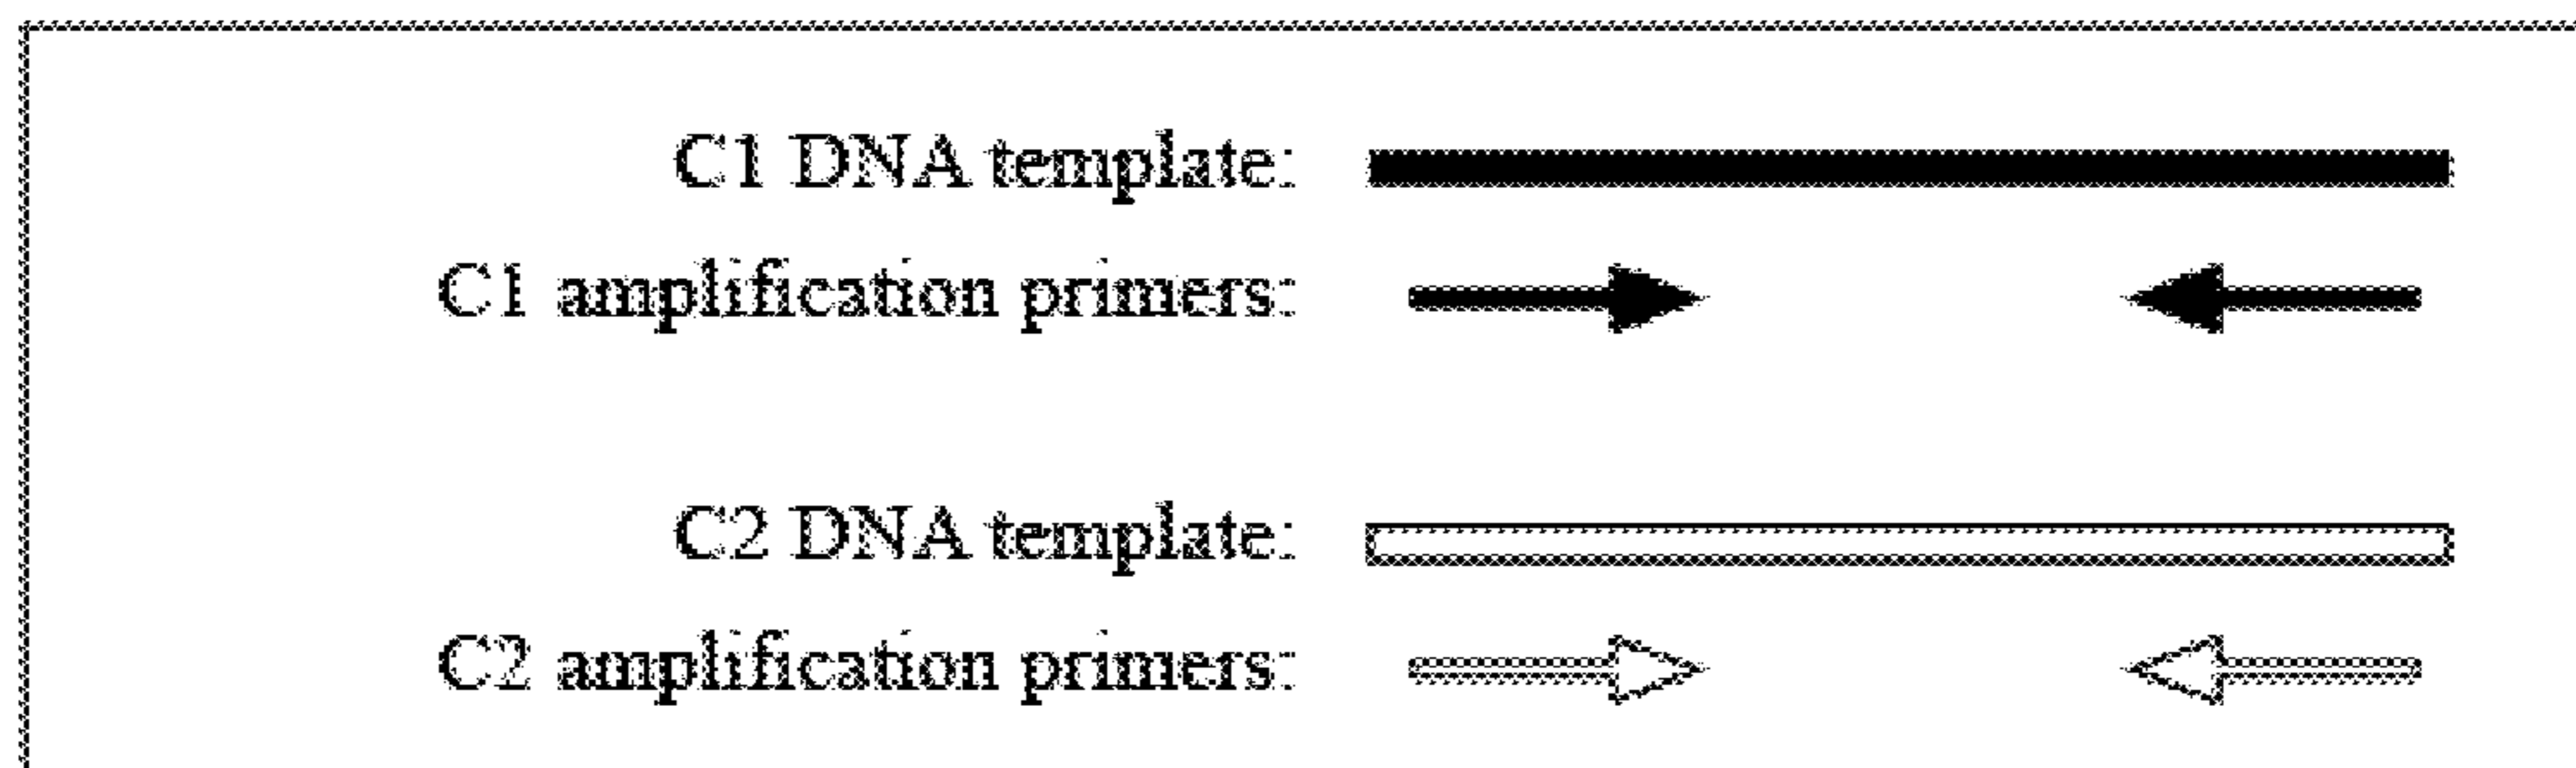 C1 DNA template:
C1 amplification primers:
C2 DNA template:
C2 amplification primers: